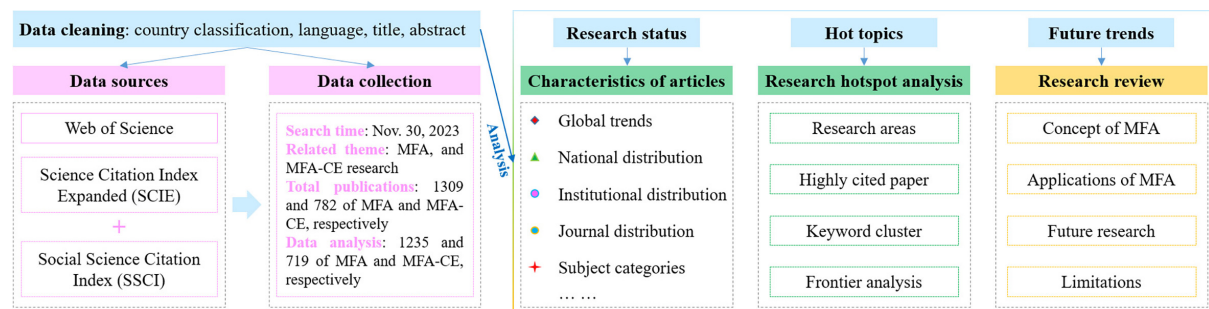 Data cleaning: country classification, language, title, abstract
Data sources
Web of Science
Science Citation Index
Expanded (SCIE)
+
Social Science Citation
Index (SSCI)
Data collection
Search time: Nov. 30, 2023
Related theme: MFA, and
MFA-CE research
Total publications: 1309
and 782 of MFA and MFA-
CE, respectively
Data analysis: 1235 and
719 of MFA and MFA-CE,
respectively
Analysis
Research status
Characteristics of articles
Global trends
National distribution
Institutional distribution
Journal distribution
Subject categories
… …
Hot topics
Research hotspot analysis
Research areas
Highly cited paper
Keyword cluster
Frontier analysis
Future trends
Research review
Concept of MFA
Applications of MFA
Future research
Limitations